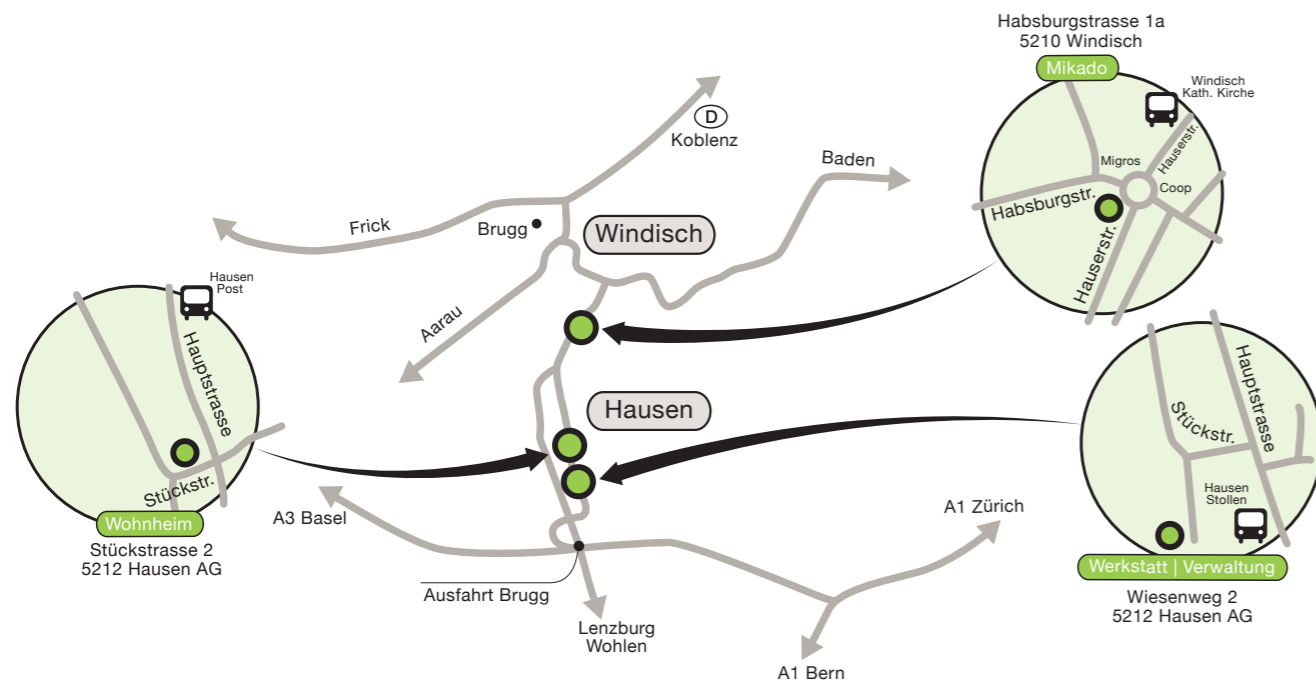 Habsburgstrasse 1a
5210 Windisch
Mikado
Windisch
Kath. Kirche
Hauserstr.
Migros
Coop
Habsburgstr.
Hauserstr.
D
Koblenz
Baden
Frick
Brugg
Windisch
Aarau
Hausen
Post
Hauptstrasse
Stückstr.
Wohnheim
Stückstrasse 2
5212 Hausen AG
Hausen
A3 Basel
A1 Zürich
Ausfahrt Brugg
Lenzburg
Wohlen
A1 Bern
Hauptstrasse
Stückstr.
Hausen
Stollen
Werkstatt | Verwaltung
Wiesenweg 2
5212 Hausen AG